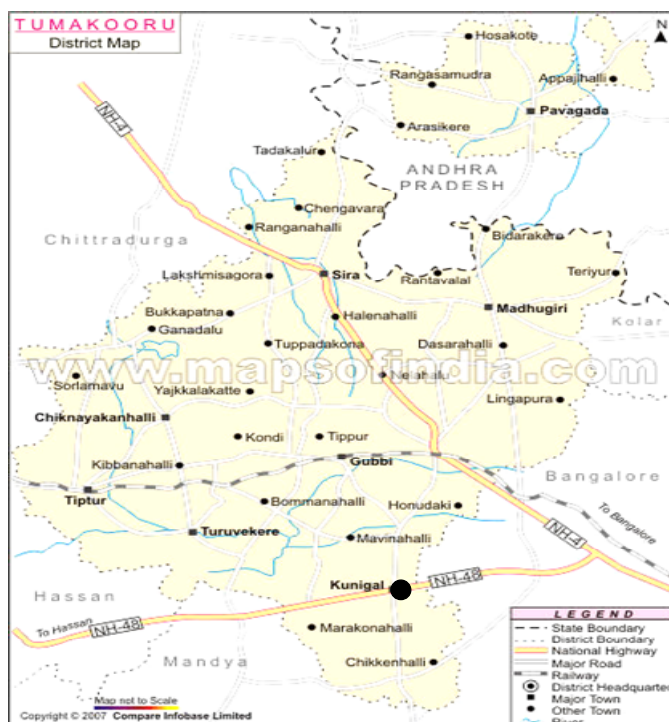 TUMAKOORU
District Map
N
Hosakote
Rangasamudra
Appajihalli
Pavagada
Arasikere
Tadakalur
ANDHRA
PRADESH
NH-4
Chengavara
Ranganahalli
Bidarakere
Chittradurga
Lakshmisagora
Sira
Rantavalal
Teriyur
Bukkapatna
Halenahalli
Madhugiri
Ganadalu
Kolar
Tuppadakona
Dasarahalli
www.mapsofindia.com
Sorlamavu
Nelahalu
Yajkkalakatte
Lingapura
Chiknayakanhalli
Kondi
Tippur
Kibbanahalli
Gubbi
Bangalore
Tiptur
Bommanahalli
Honudaki
To Bangalore
Turuvekere
Mavinahalli
NH-4
Kunigal
NH-48
Hassan
To Hassan
NH-48
Marakonahalli
Mandya
Chikkenhalli
LEGEND
State Boundary
District Boundary
National Highway
Major Road
Railway
District Headquarter
Major Town
Other Town
River
Map not to Scale
Copyright © 2007 Compare Infobase Limited